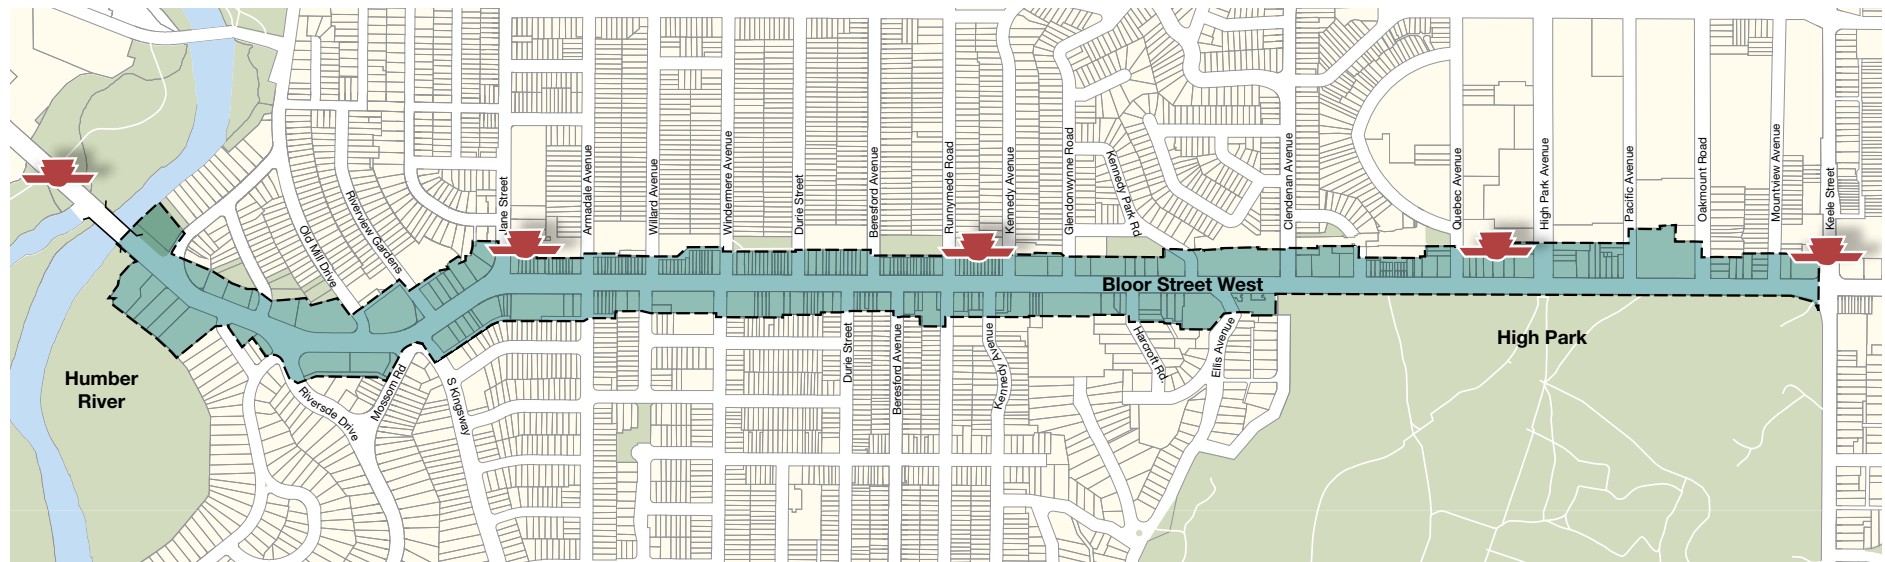 Jane Street
Armadale Avenue
Willard Avenue
Windermere Avenue
Durie Street
Beresford Avenue
Runnymede Road
Kennedy Avenue
Glendonwynne Road
Kennedy Park Rd
Clendenan Avenue
Quebec Avenue
High Park Avenue
Pacific Avenue
Oakmount Road
Mountview Avenue
Keele Street
Old Mill Drive
Riverview Gardens
Bloor Street West
High Park
Humber
River
Riversde Drive
Mossom Rd
S Kingsway
Durie Street
Beresford Avenue
Kennedy Avenue
Harcroft Rd.
Ellis Avenue